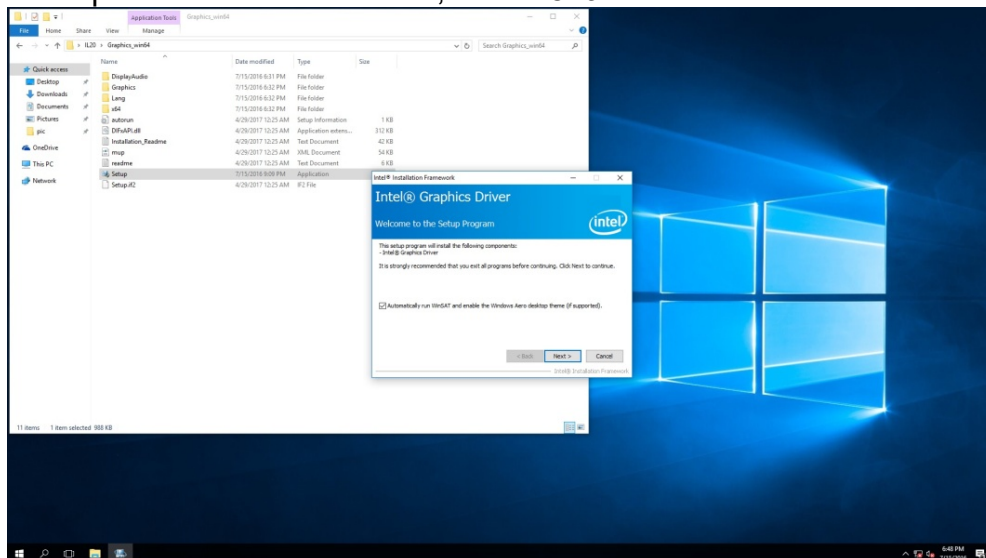 Application Tools
Graphics_win64
File
Home
Share
View
Manage
IL20 › Graphics_win64
Search Graphics_win64
Name
Date modified
Type
Size
Quick access
Desktop
Downloads
Documents
Pictures
pic
OneDrive
This PC
Network
DisplayAudio 7/15/2016 6:31 PM File folder
Graphics 7/15/2016 6:32 PM File folder
Lang 7/15/2016 6:32 PM File folder
x64 7/15/2016 6:32 PM File folder
autorun 4/29/2017 12:25 AM Setup Information 1 KB
DIFxAPI.dll 4/29/2017 12:25 AM Application extens... 312 KB
Installation_Readme 4/29/2017 12:25 AM Text Document 42 KB
mup 4/29/2017 12:25 AM XML Document 54 KB
readme 4/29/2017 12:25 AM Text Document 6 KB
Setup 7/15/2016 9:09 PM Application
Setup.if2 4/29/2017 12:25 AM IF2 File
Intel® Installation Framework
Intel® Graphics Driver
Welcome to the Setup Program
intel
This setup program will install the following components:
- Intel® Graphics Driver
It is strongly recommended that you exit all programs before continuing. Click Next to continue.
Automatically run WinSAT and enable the Windows Aero desktop theme (if supported).
< Back
Next >
Cancel
Intel® Installation Framework
11 items
1 item selected 988 KB
6:48 PM